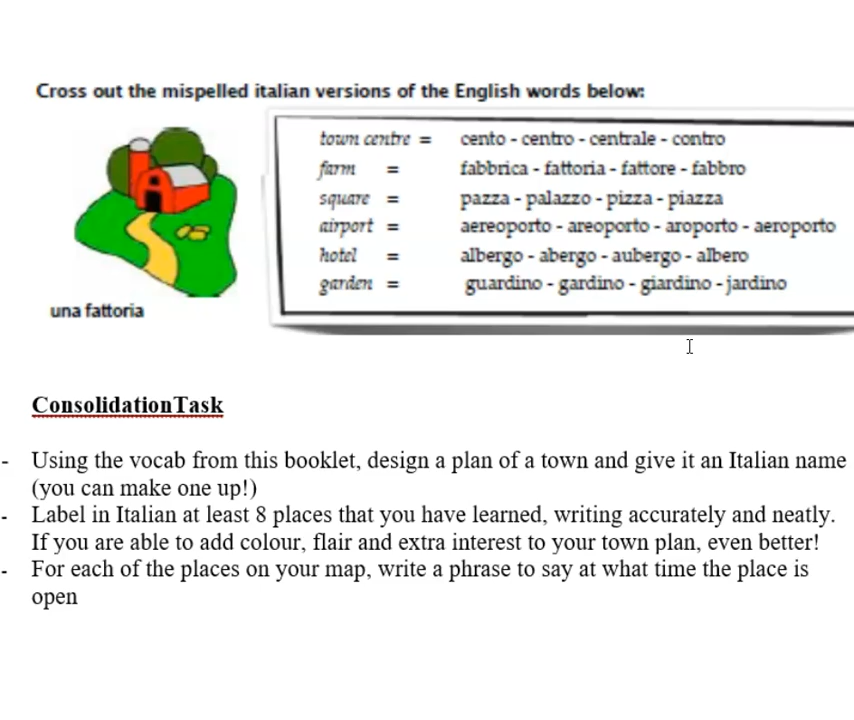 Cross out the mispelled italian versions of the English words below:
town centre = cento - centro - centrale - contro
farm = fabbrica - fattoria - fattore - fabbro
square = pazza - palazzo - pizza - piazza
airport = aereoporto - areoporto - aroporto - aeroporto
hotel = albergo - abergo - aubergo - albero
garden = guardino - gardino - giardino - jardino
una fattoria
ConsolidationTask
- Using the vocab from this booklet, design a plan of a town and give it an Italian name
(you can make one up!)
- Label in Italian at least 8 places that you have learned, writing accurately and neatly.
If you are able to add colour, flair and extra interest to your town plan, even better!
- For each of the places on your map, write a phrase to say at what time the place is
open